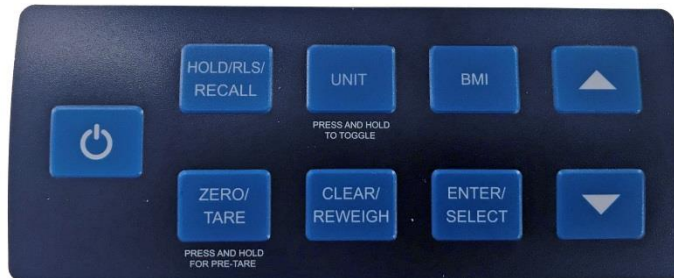 HOLD/RLS/
RECALL
UNIT
PRESS AND HOLD
TO TOGGLE
BMI
ZERO/
TARE
PRESS AND HOLD
FOR PRE-TARE
CLEAR/
REWEIGH
ENTER/
SELECT